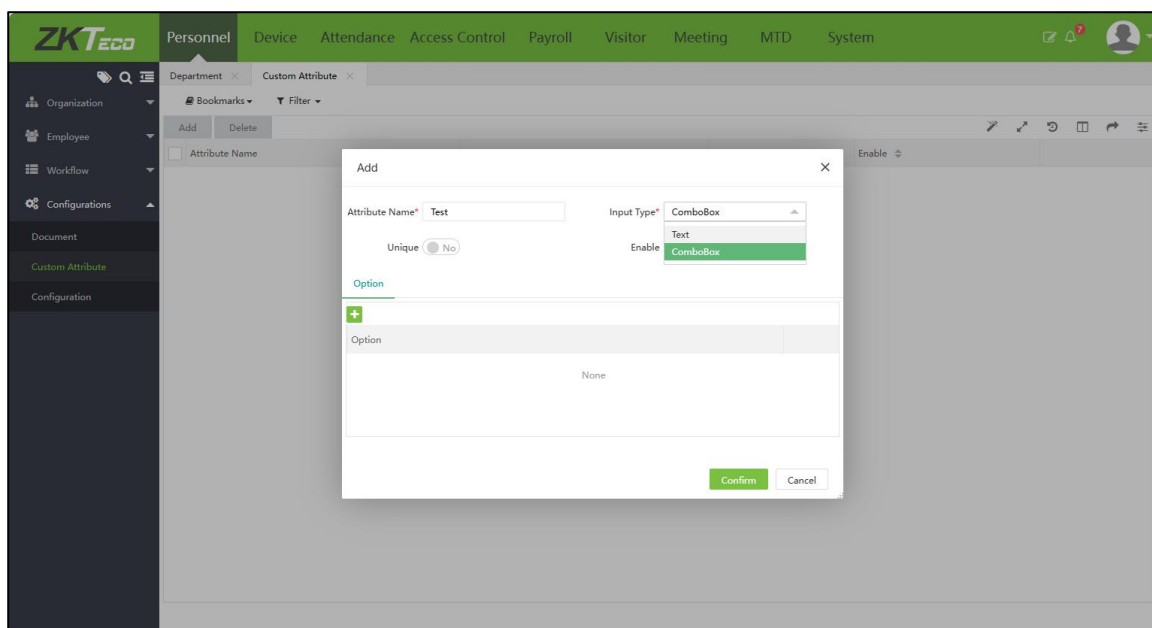 ZKTECO Personnel Device Attendance Access Control Payroll Visitor Meeting MTD System 7
Department Custom Attribute
Bookmarks Filter
Add Delete
Attribute Name Enable
Organization
Employee
Workflow
Configurations
Document
Custom Attribute
Configuration
Add
Attribute Name* Test Input Type* ComboBox
Text
Unique No Enable ComboBox
Option
Option
None
Confirm Cancel